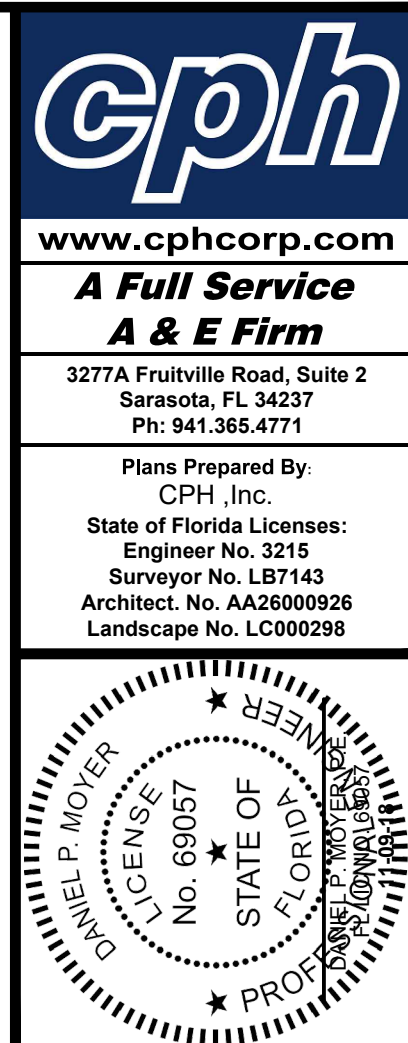 cph
www.cphcorp.com
A Full Service
A & E Firm
3277A Fruitville Road, Suite 2
Sarasota, FL 34237
Ph: 941.365.4771
Plans Prepared By:
CPH ,Inc.
State of Florida Licenses:
Engineer No. 3215
Surveyor No. LB7143
Architect. No. AA26000926
Landscape No. LC000298
DANIEL P. MOYER
LICENSE
No. 69057
★
STATE OF
FLORIDA
★ PROFESSIONAL ENGINEER ★
DANIEL P. MOYER, P.E.
FL LIC NO. 69057
11-09-18